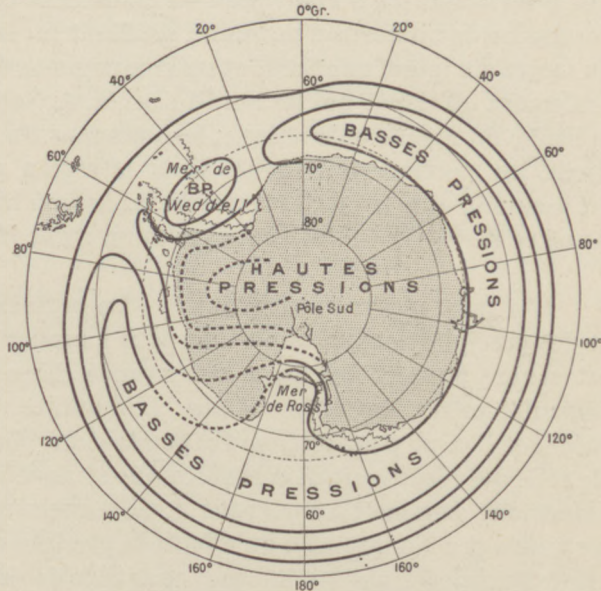 0°Gr.
20°
20°
40°
40°
60°
60°
60°
BASSES PRESSIONS
Mer de
BP
Weddell
70°
80°
80°
80°
HAUTES
PRESSIONS
Pôle Sud
100°
100°
Mer
de Ross
BASSES PRESSIONS
70°
120°
120°
60°
140°
140°
160°
160°
180°